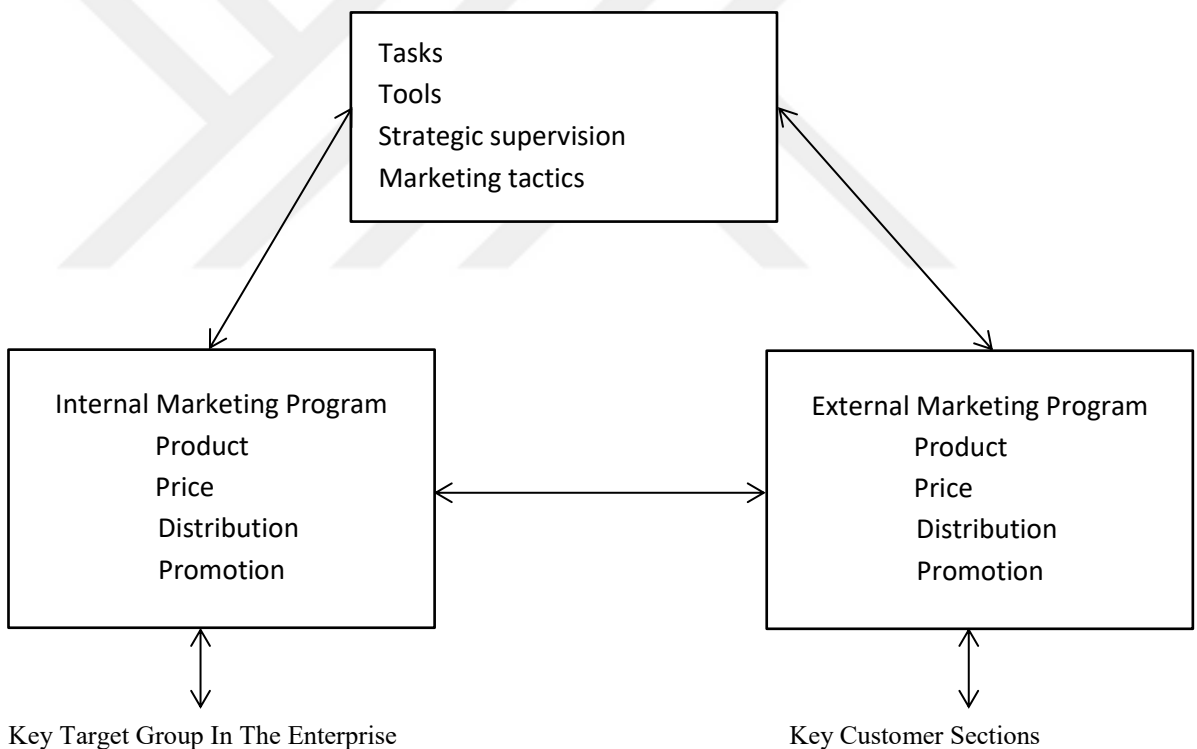 Tasks
Tools
Strategic supervision
Marketing tactics
Internal Marketing Program
Product
Price
Distribution
Promotion
External Marketing Program
Product
Price
Distribution
Promotion
Key Target Group In The Enterprise
Key Customer Sections